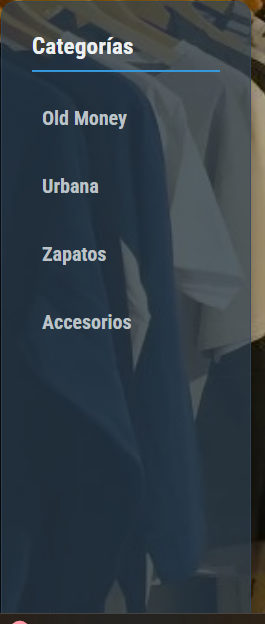 Categorías
Old Money
Urbana
Zapatos
Accesorios